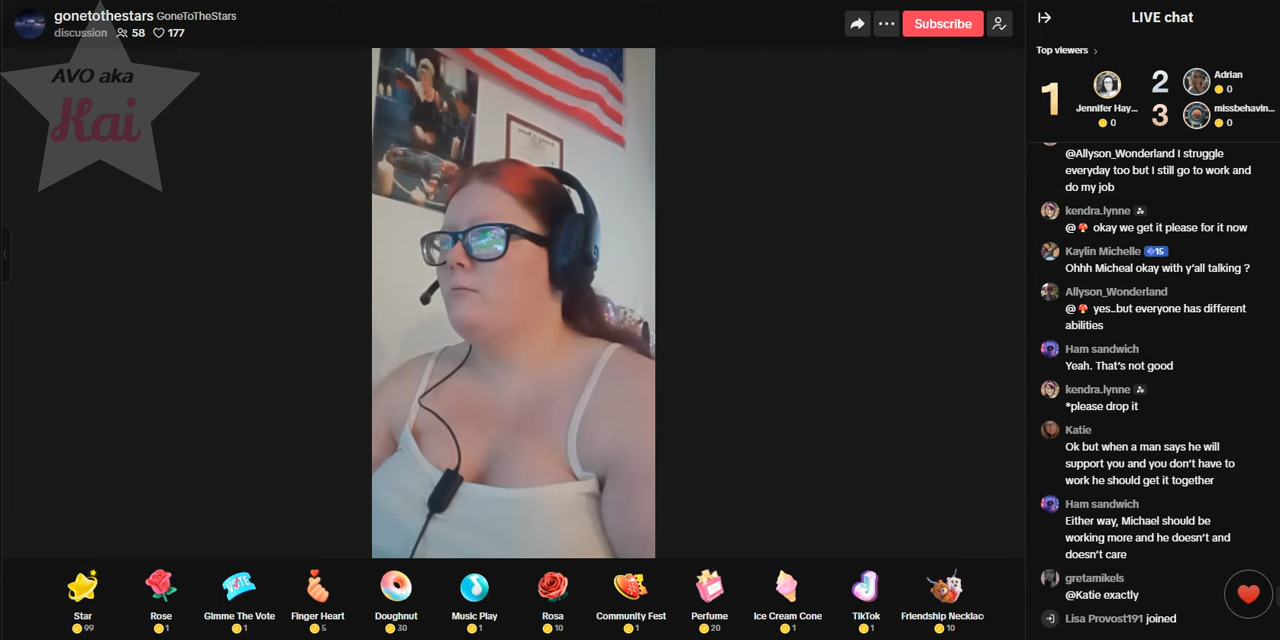 gonetothestars GoneToTheStars
discussion 58 177
AVO aka
Kai
Subscribe
LIVE chat
Top viewers
1
Jennifer Hay...
0
2
Adrian
0
3
missbehavin...
0
@Allyson_Wonderland I struggle
everyday too but I still go to work and
do my job
kendra.lynne
@🍄 okay we get it please for it now
Kaylin Michelle 15
Ohhh Micheal okay with y'all talking ?
Allyson_Wonderland
@🍄 yes..but everyone has different
abilities
Ham sandwich
Yeah. That's not good
kendra.lynne
*please drop it
Katie
Ok but when a man says he will
support you and you don't have to
work he should get it together
Ham sandwich
Either way, Michael should be
working more and he doesn't and
doesn't care
gretamikels
@Katie exactly
Lisa Provost191 joined
Star
99
Rose
1
Gimme The Vote
1
Finger Heart
5
Doughnut
30
Music Play
1
Rosa
10
Community Fest
1
Perfume
20
Ice Cream Cone
1
TikTok
1
Friendship Necklac
10